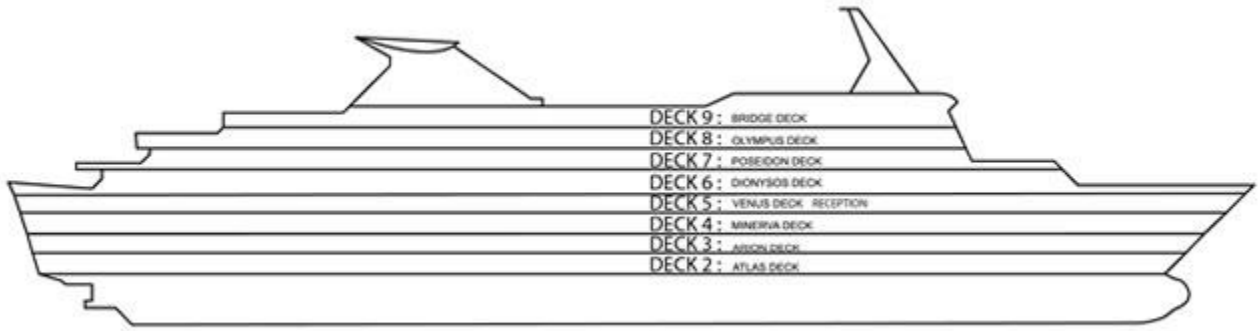 DECK 9 : BRIDGE DECK
DECK 8 : OLYMPUS DECK
DECK 7 : POSEIDON DECK
DECK 6 : DIONYSOS DECK
DECK 5 : VENUS DECK RECEPTION
DECK 4 : MINERVA DECK
DECK 3 : ARION DECK
DECK 2 : ATLAS DECK